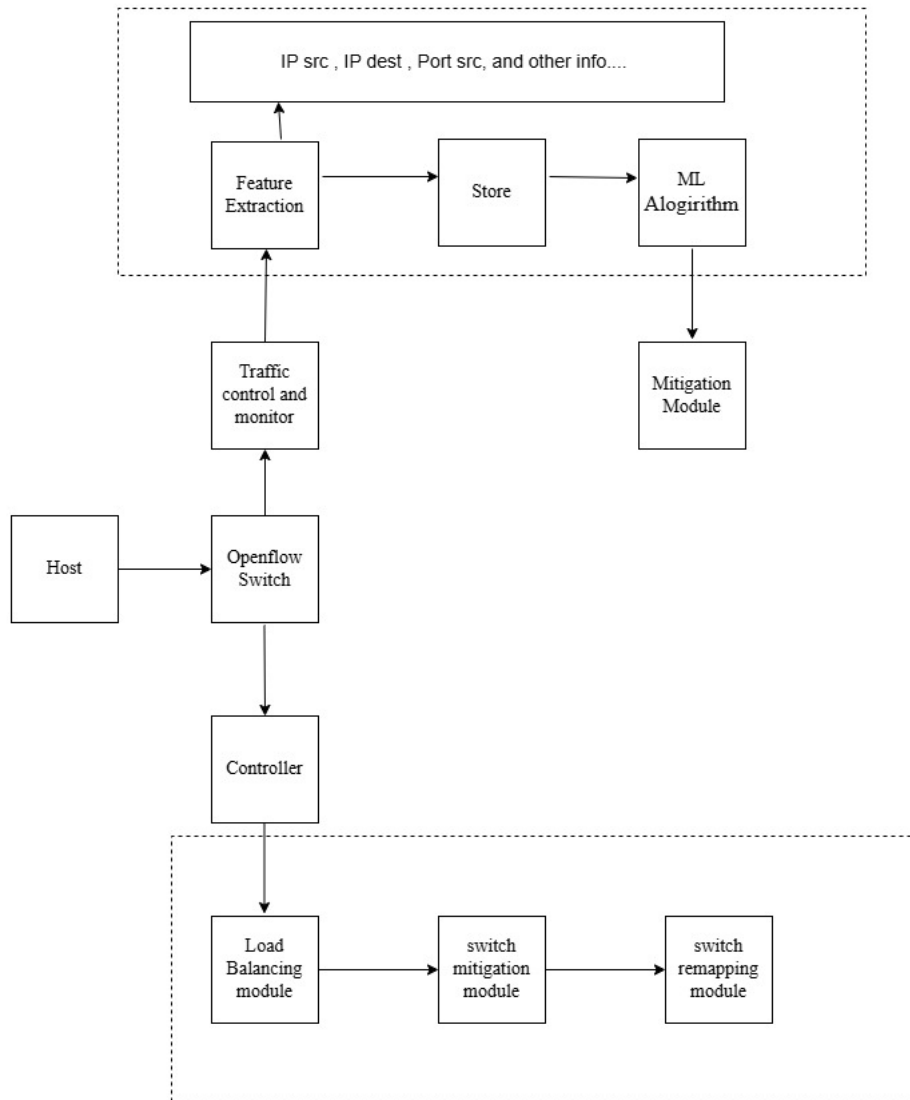 IP src , IP dest , Port src, and other info....
Feature
Extraction
Store
ML
Alogirithm
Traffic
control and
monitor
Mitigation
Module
Host
Openflow
Switch
Controller
Load
Balancing
module
switch
mitigation
module
switch
remapping
module